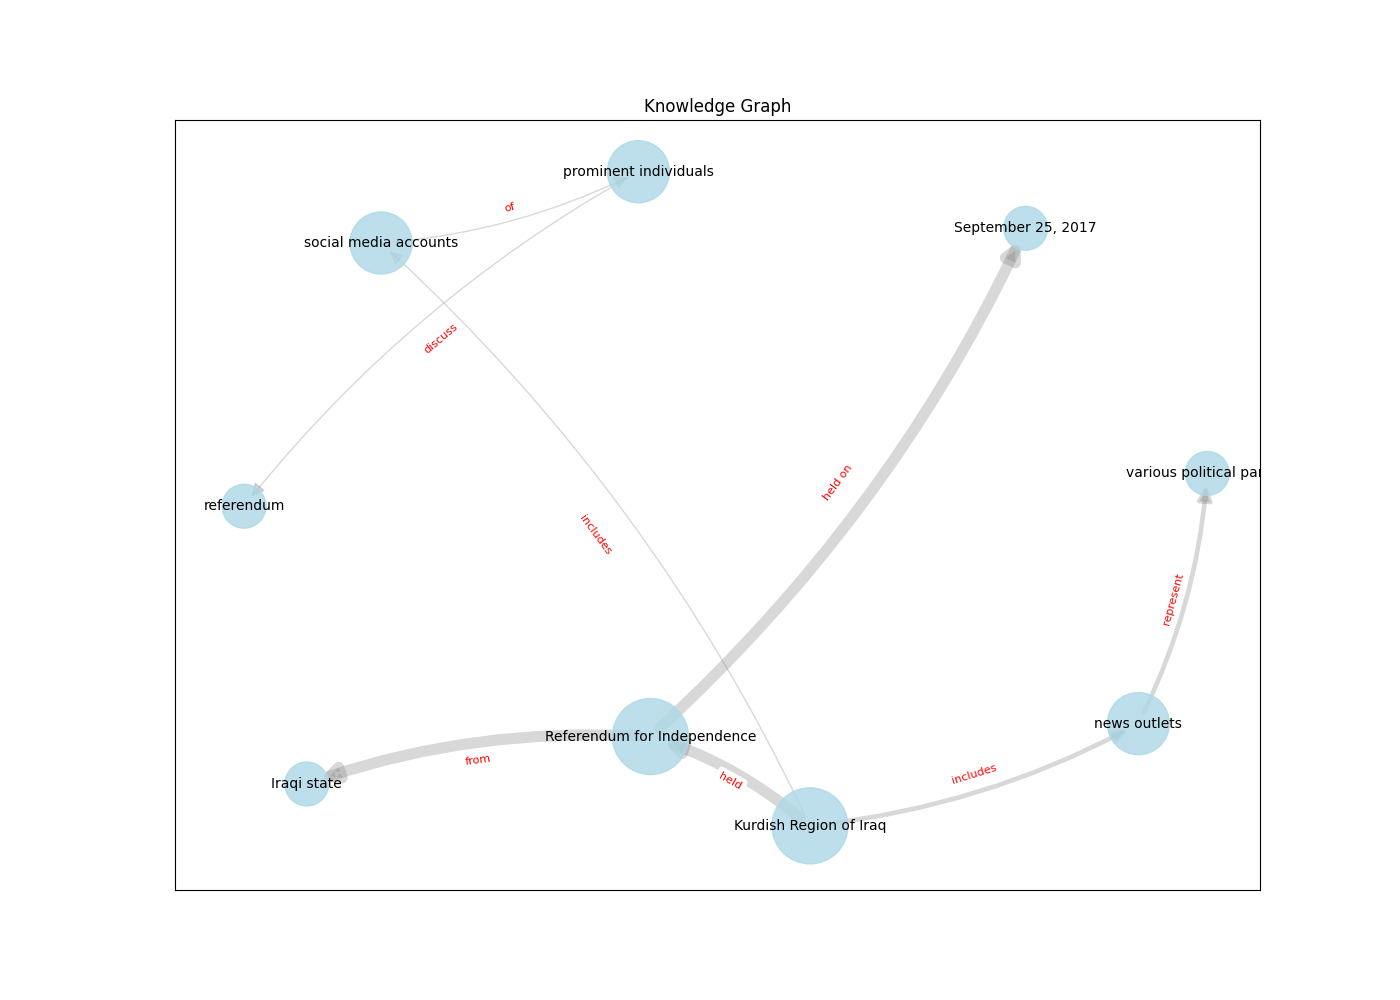 Knowledge Graph
prominent individuals
of
September 25, 2017
social media accounts
discuss
various political par
held on
referendum
includes
represent
news outlets
Referendum for Independence
from
includes
held
Iraqi state
Kurdish Region of Iraq